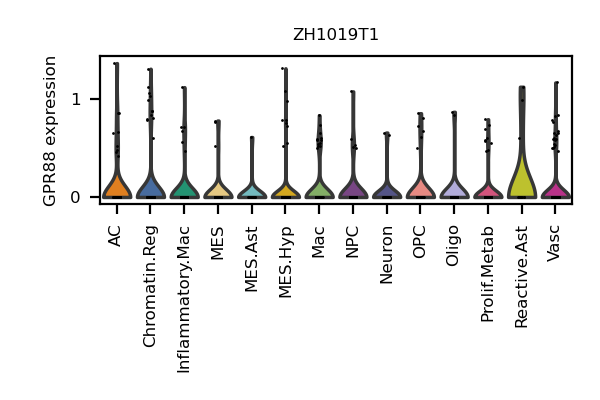 ZH1019T1
GPR88 expression
1
0
AC
Chromatin.Reg
Inflammatory.Mac
MES
MES.Ast
MES.Hyp
Mac
NPC
Neuron
OPC
Oligo
Prolif.Metab
Reactive.Ast
Vasc